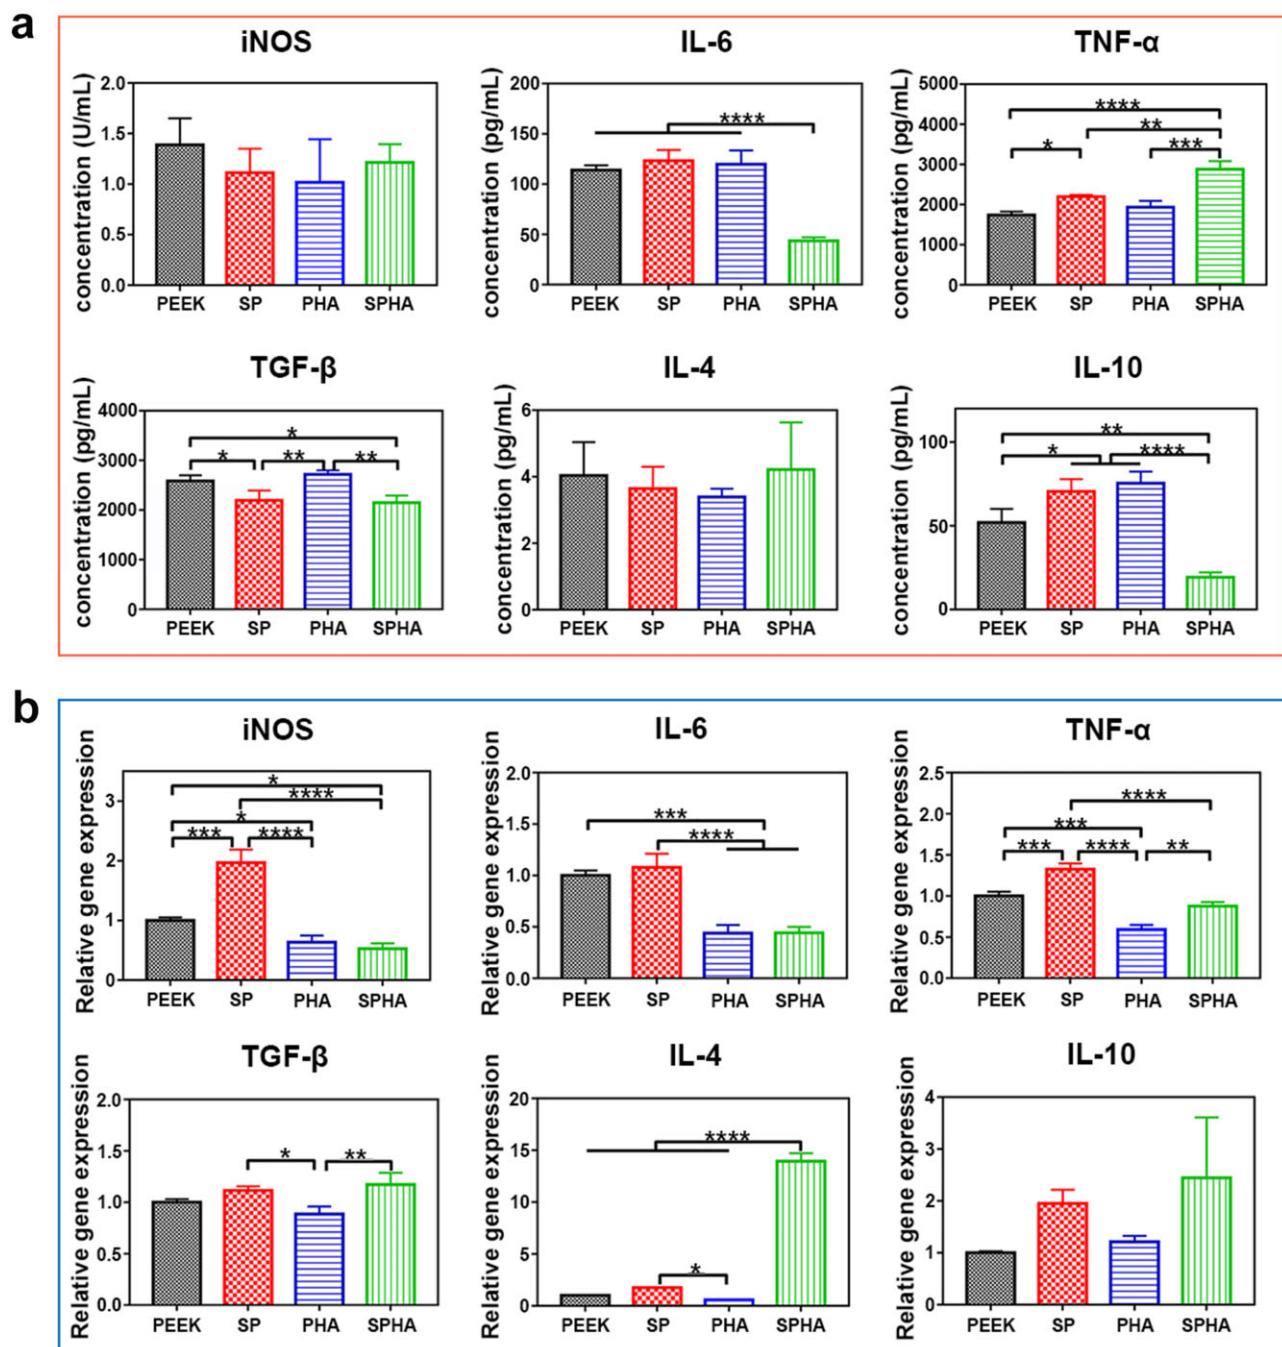 a
iNOS
concentration (U/mL)
2.0
1.5
1.0
0.5
0.0
PEEK SP PHA SPHA
IL-6
concentration (pg/mL)
200
150
100
50
0
****
PEEK SP PHA SPHA
TNF-α
concentration (pg/mL)
5000
4000
3000
2000
1000
0
****
**
* ***
PEEK SP PHA SPHA
TGF-β
concentration (pg/mL)
4000
3000
2000
1000
0
*
* ** **
PEEK SP PHA SPHA
IL-4
concentration (pg/mL)
6
4
2
0
PEEK SP PHA SPHA
IL-10
concentration (pg/mL)
100
50
0
**
* ****
PEEK SP PHA SPHA
b
iNOS
Relative gene expression
3
2
1
0
*
****
*
*** ****
PEEK SP PHA SPHA
IL-6
Relative gene expression
2.0
1.5
1.0
0.5
0.0
***
****
PEEK SP PHA SPHA
TNF-α
Relative gene expression
2.5
2.0
1.5
1.0
0.5
0.0
****
***
*** **** **
PEEK SP PHA SPHA
TGF-β
Relative gene expression
2.0
1.5
1.0
0.5
0.0
* **
PEEK SP PHA SPHA
IL-4
Relative gene expression
20
15
10
5
0
****
*
PEEK SP PHA SPHA
IL-10
Relative gene expression
4
3
2
1
0
PEEK SP PHA SPHA